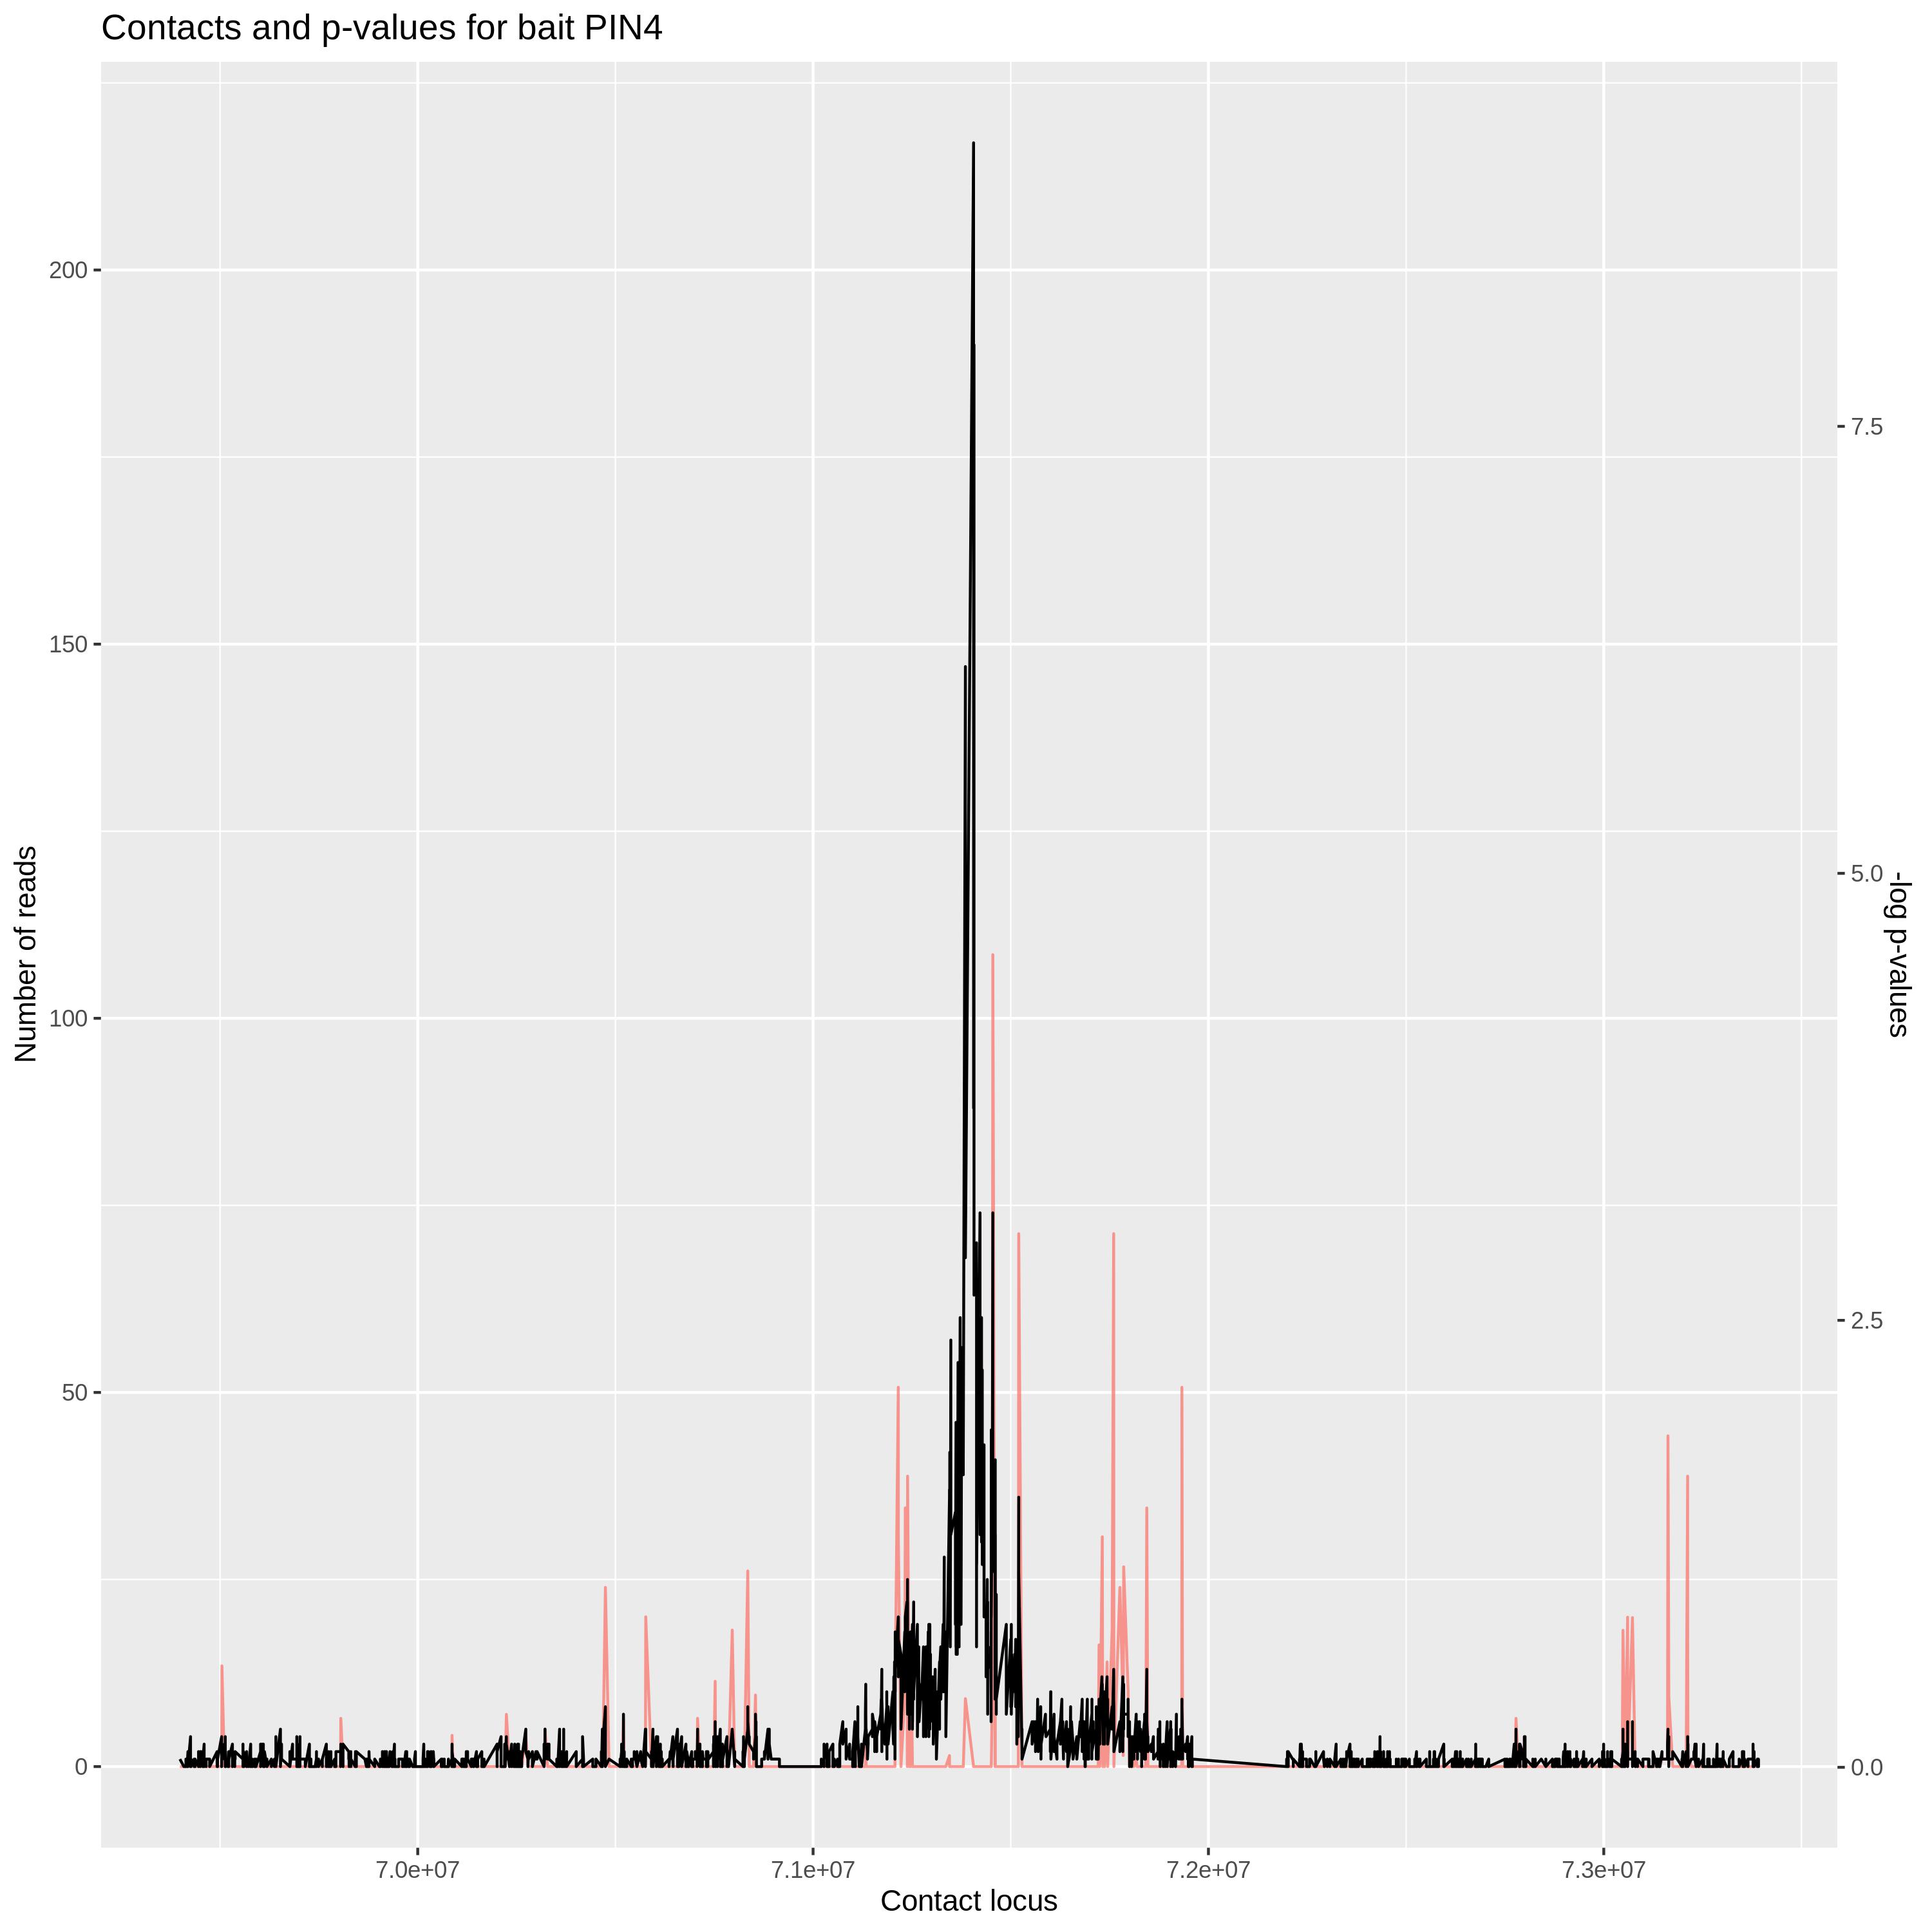 Contacts and p-values for bait PIN4
Number of reads
200
150
100
50
0
7.5
5.0
2.5
0.0
-log p-values
7.0e+07
7.1e+07
7.2e+07
7.3e+07
Contact locus